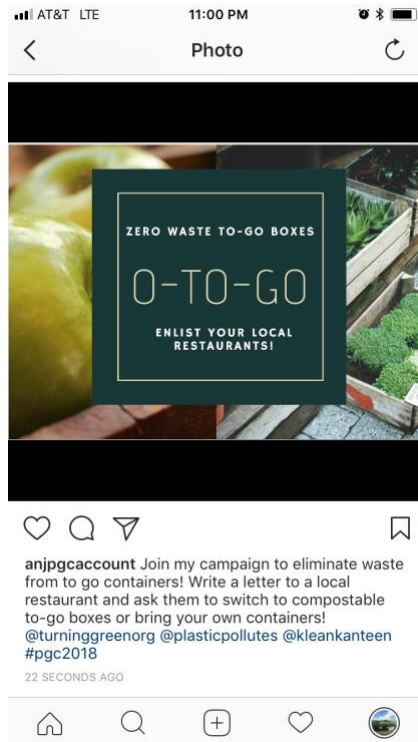 AT&T LTE 11:00 PM
Photo
ZERO WASTE TO-GO BOXES
0-TO-GO
ENLIST YOUR LOCAL
RESTAURANTS!
anjpgcaccount Join my campaign to eliminate waste
from to go containers! Write a letter to a local
restaurant and ask them to switch to compostable
to-go boxes or bring your own containers!
@turninggreenorg @plasticpollutes @kleankanteen
#pgc2018
22 SECONDS AGO